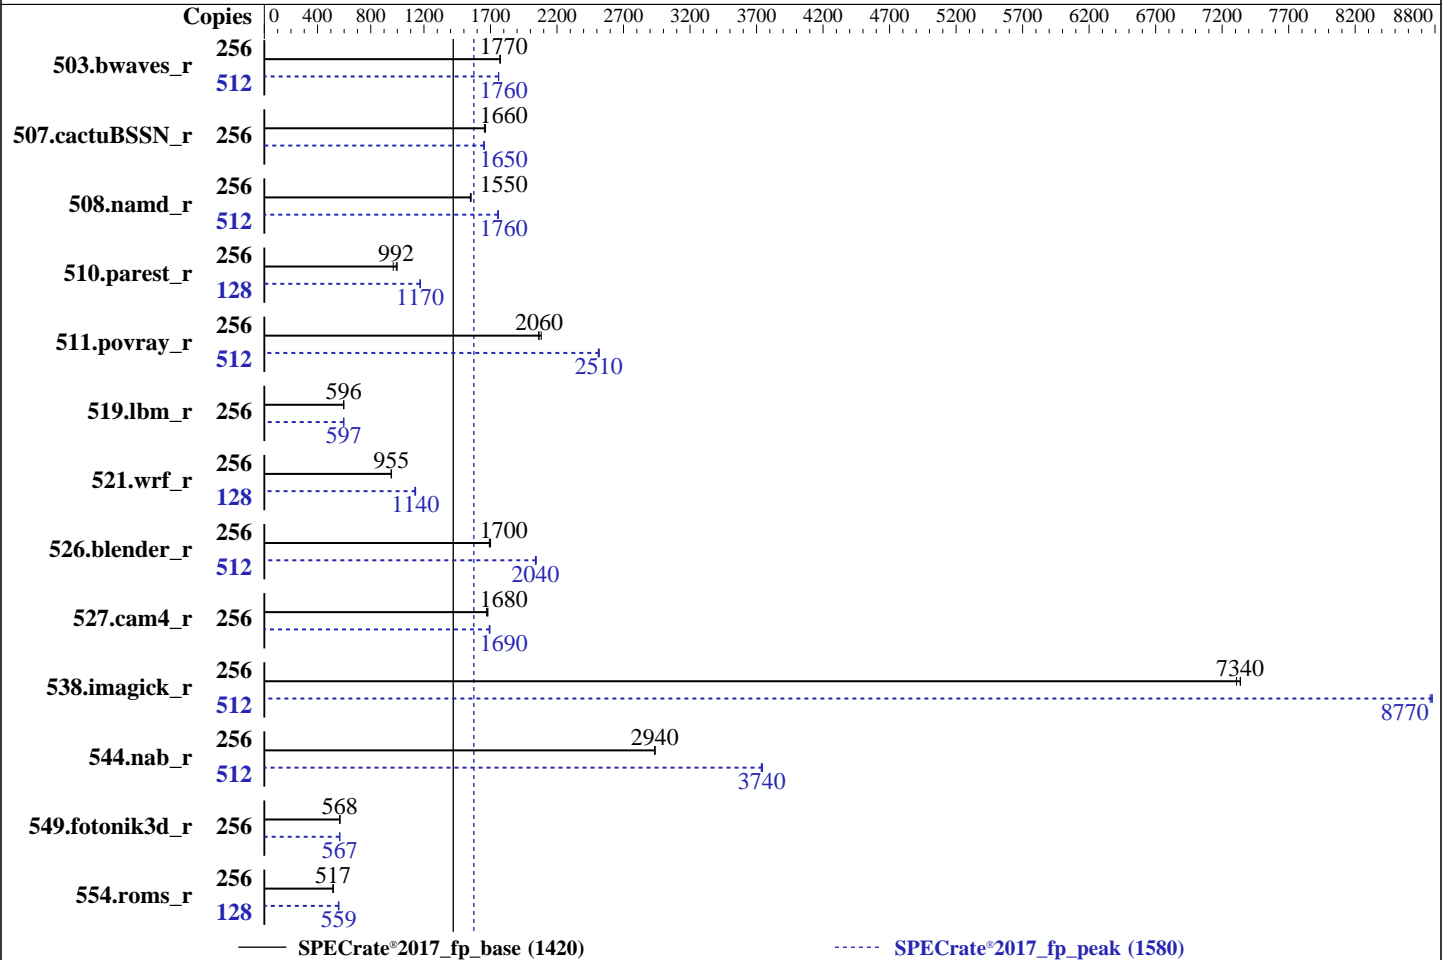 Copies 0 400 800 1200 1700 2200 2700 3200 3700 4200 4700 5200 5700 6200 6700 7200 7700 8200 8800
503.bwaves_r 256 1770
512 1760
507.cactuBSSN_r 256 1660
1650
508.namd_r 256 1550
512 1760
510.parest_r 256 992
128 1170
511.povray_r 256 2060
512 2510
519.lbm_r 256 596
597
521.wrf_r 256 955
128 1140
526.blender_r 256 1700
512 2040
527.cam4_r 256 1680
1690
538.imagick_r 256 7340
512 8770
544.nab_r 256 2940
512 3740
549.fotonik3d_r 256 568
567
554.roms_r 256 517
128 559
SPECrate®2017_fp_base (1420) SPECrate®2017_fp_peak (1580)